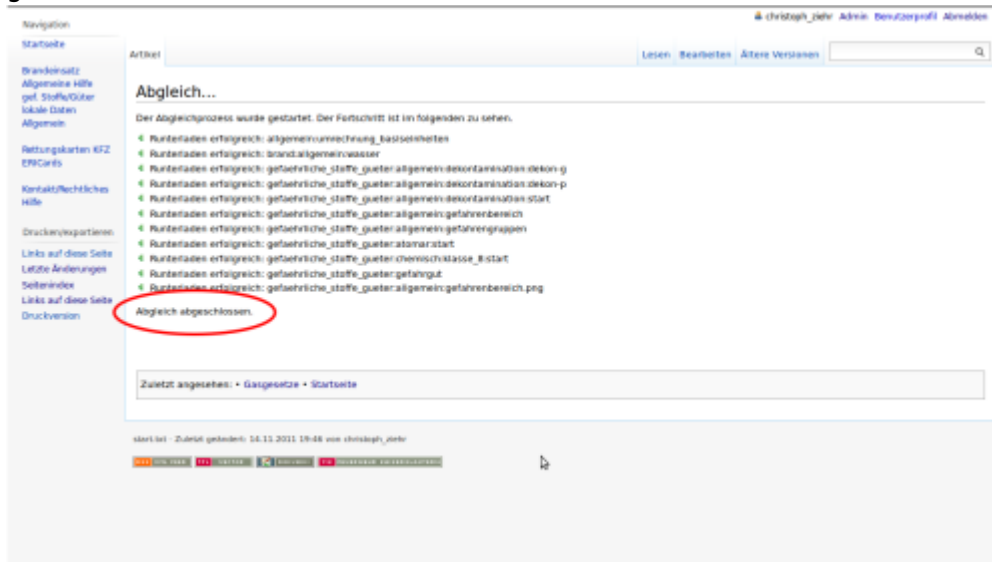 christoph_ziehr Admin Benutzerprofil Abmelden
Navigation
Startseite
Brandeinsatz
Allgemeine Hilfe
gef. Stoffe/Güter
lokale Daten
Allgemein
Rettungskarten KFZ
ERICards
Kontakt/Rechtliches
Hilfe
Drucken/exportieren
Links auf diese Seite
Letzte Änderungen
Seitenindex
Links auf diese Seite
Druckversion
Artikel
Lesen Bearbeiten Ältere Versionen
Abgleich...
Der Abgleichprozess wurde gestartet. Der Fortschritt ist im folgenden zu sehen.
Runterladen erfolgreich: allgemein:umrechnung_basiseinheiten
Runterladen erfolgreich: brand:allgemein:wasser
Runterladen erfolgreich: gefaehrliche_stoffe_gueter:allgemein:dekontamination:dekon-g
Runterladen erfolgreich: gefaehrliche_stoffe_gueter:allgemein:dekontamination:dekon-p
Runterladen erfolgreich: gefaehrliche_stoffe_gueter:allgemein:dekontamination:start
Runterladen erfolgreich: gefaehrliche_stoffe_gueter:allgemein:gefahrenbereich
Runterladen erfolgreich: gefaehrliche_stoffe_gueter:allgemein:gefahrengruppen
Runterladen erfolgreich: gefaehrliche_stoffe_gueter:atomar:start
Runterladen erfolgreich: gefaehrliche_stoffe_gueter:chemisch:klasse_8:start
Runterladen erfolgreich: gefaehrliche_stoffe_gueter:gefahrgut
Runterladen erfolgreich: gefaehrliche_stoffe_gueter:allgemein:gefahrenbereich.png
Abgleich abgeschlossen.
Zuletzt angesehen: • Gasgesetze • Startseite
start.txt · Zuletzt geändert: 14.11.2011 19:46 von christoph_ziehr